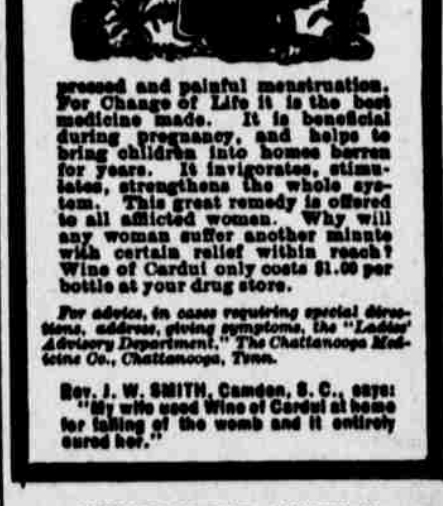 pressed and painful menstruation.
For Change of Life it is the best
medicine made. It is beneficial
during pregnancy, and helps to
bring children into homes barren
for years. It invigorates, stimu-
lates, strengthens the whole sys-
tem. This great remedy is offered
to all afflicted women. Why will
any woman suffer another minute
with certain relief within reach?
Wine of Cardui only costs $1.00 per
bottle at your drug store.
For advice, in cases requiring special direc-
tions, address, giving symptoms, the "Ladies'
Advisory Department," The Chattanooga Med-
icine Co., Chattanooga, Tenn.
Rev. J. W. SMITH, Camden, S. C., says:
"My wife used Wine of Cardui at home
for falling of the womb and it entirely
cured her."